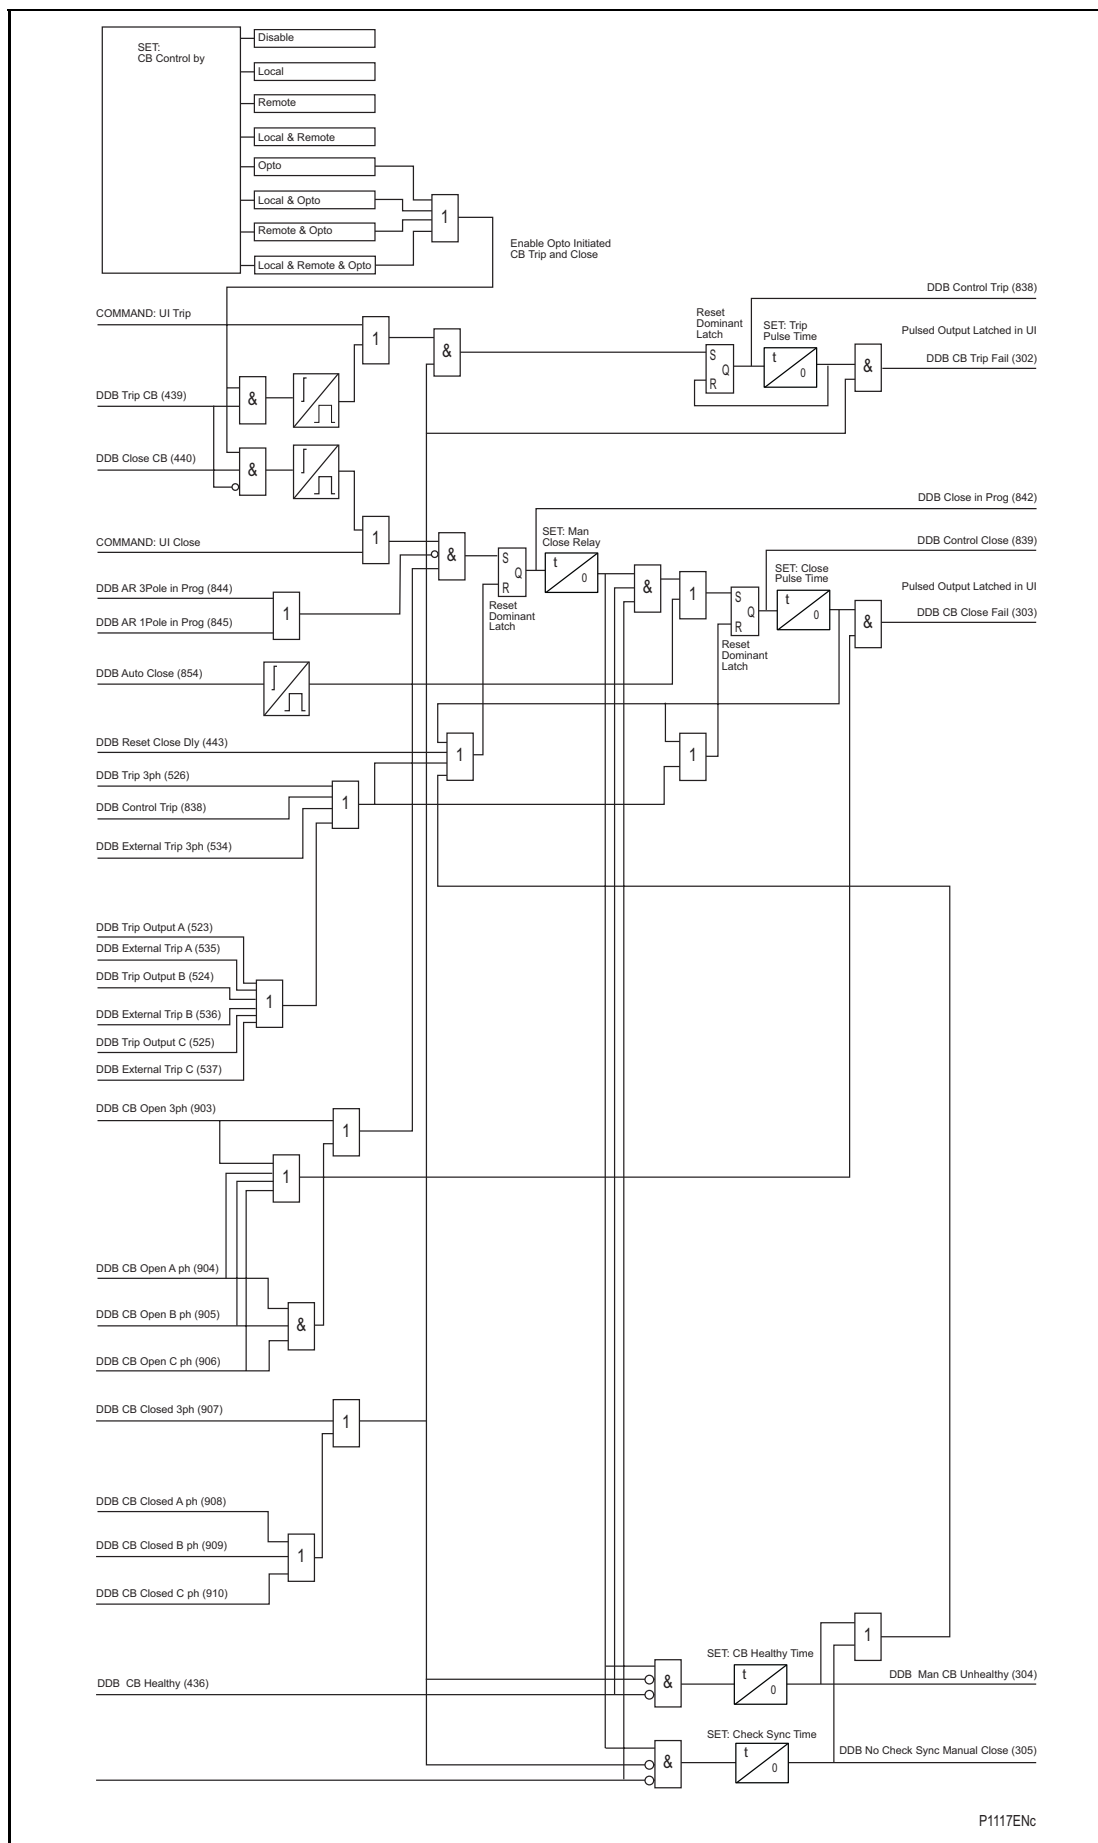 SET:
CB Control by
Disable
Local
Remote
Local & Remote
Opto
Local & Opto
Remote & Opto
Local & Remote & Opto
1
Enable Opto Initiated
CB Trip and Close
DDB Control Trip (838)
COMMAND: UI Trip
1
&
Reset
Dominant
Latch
S
Q
R
SET: Trip
Pulse Time
t
0
&
Pulsed Output Latched in UI
DDB CB Trip Fail (302)
DDB Trip CB (439)
&
DDB Close CB (440)
&
DDB Close in Prog (842)
COMMAND: UI Close
1
&
S
Q
R
Reset
Dominant
Latch
SET: Man
Close Relay
t
0
&
1
S
Q
R
Reset
Dominant
Latch
DDB Control Close (839)
SET: Close
Pulse Time
t
0
&
Pulsed Output Latched in UI
DDB CB Close Fail (303)
DDB AR 3Pole in Prog (844)
1
DDB AR 1Pole in Prog (845)
DDB Auto Close (854)
DDB Reset Close Dly (443)
1
1
DDB Trip 3ph (526)
DDB Control Trip (838)
1
DDB External Trip 3ph (534)
DDB Trip Output A (523)
DDB External Trip A (535)
DDB Trip Output B (524)
1
DDB External Trip B (536)
DDB Trip Output C (525)
DDB External Trip C (537)
DDB CB Open 3ph (903)
1
1
DDB CB Open A ph (904)
DDB CB Open B ph (905)
&
DDB CB Open C ph (906)
DDB CB Closed 3ph (907)
1
DDB CB Closed A ph (908)
DDB CB Closed B ph (909)
1
DDB CB Closed C ph (910)
1
SET: CB Healthy Time
DDB CB Healthy (436)
&
t
0
DDB Man CB Unhealthy (304)
SET: Check Sync Time
&
t
0
DDB No Check Sync Manual Close (305)
P1117ENc